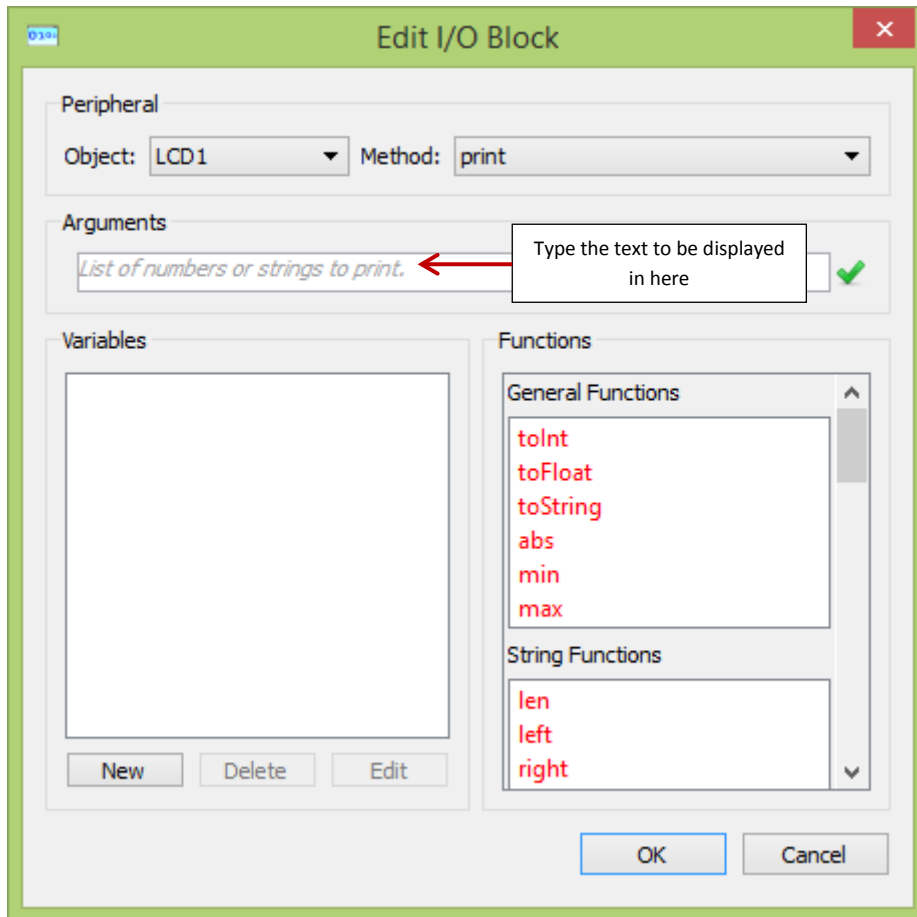 Edit I/O Block
Peripheral
Object: LCD1 Method: print
Arguments
List of numbers or strings to print.
Type the text to be displayed
in here
Variables
New Delete Edit
Functions
General Functions
toInt
toFloat
toString
abs
min
max
String Functions
len
left
right
OK Cancel